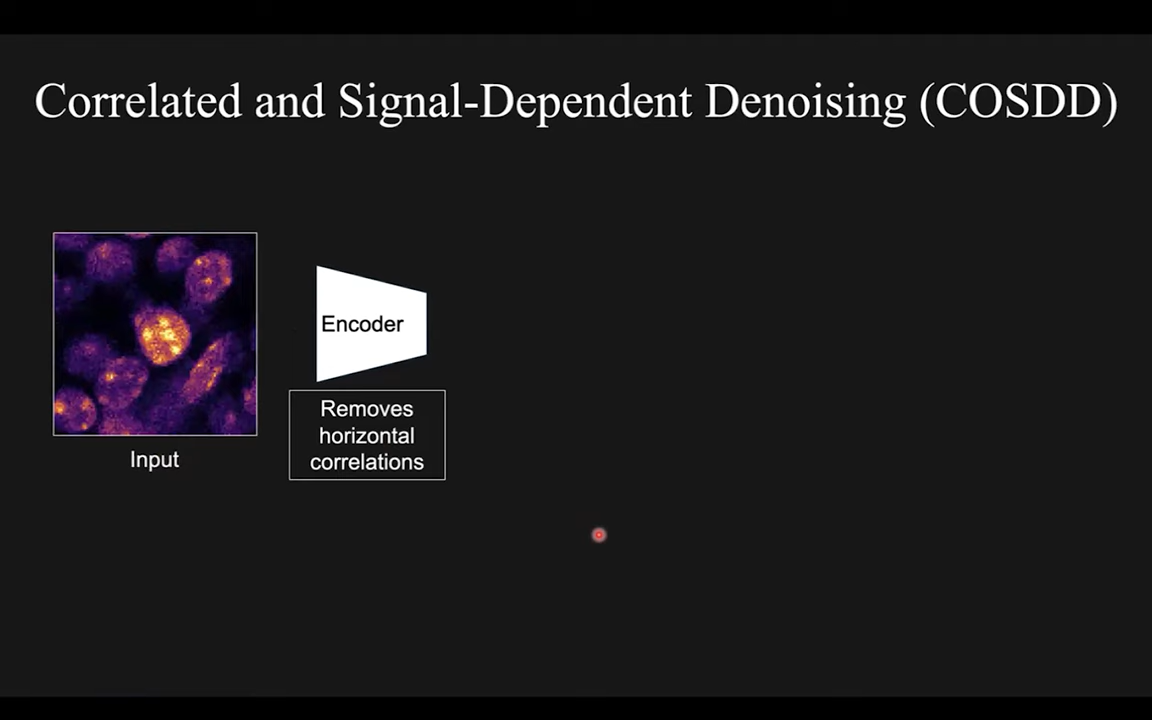 Correlated and Signal-Dependent Denoising (COSDD)
Encoder
Removes
horizontal
correlations
Input